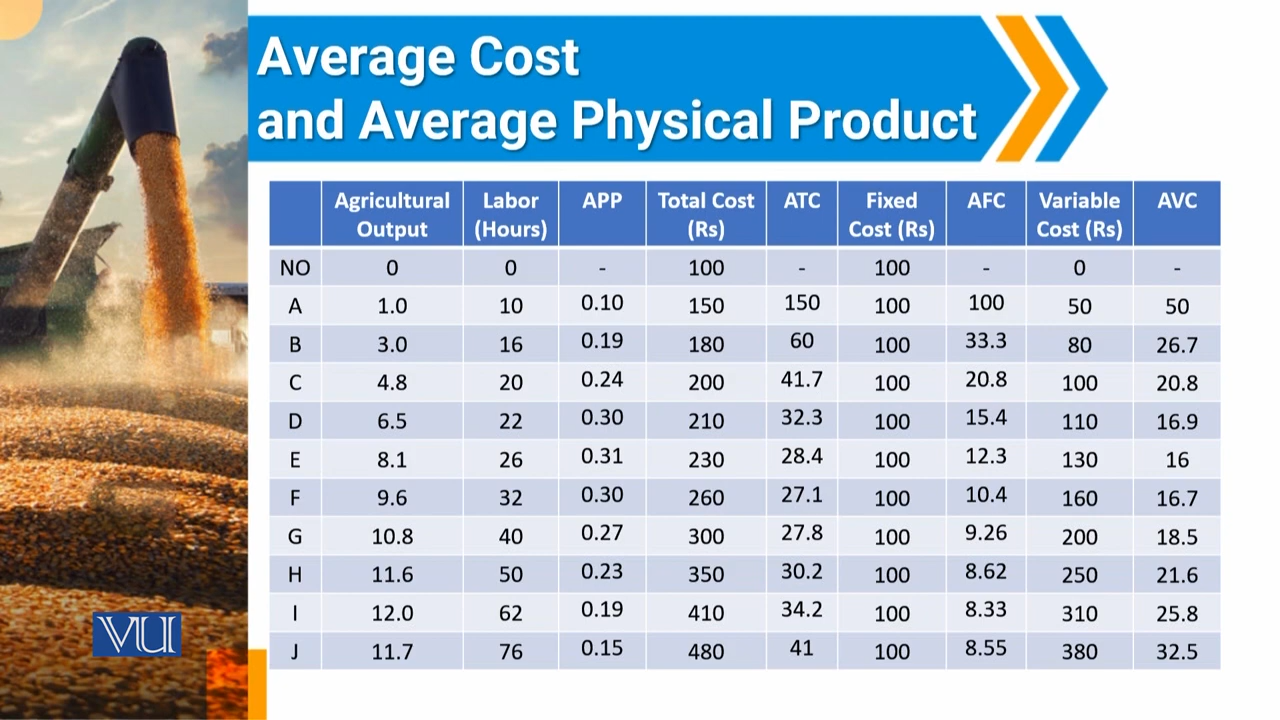 Average Cost
and Average Physical Product
Agricultural Output Labor (Hours) APP Total Cost (Rs) ATC Fixed Cost (Rs) AFC Variable Cost (Rs) AVC
NO 0 0 - 100 - 100 - 0 -
A 1.0 10 0.10 150 150 100 100 50 50
B 3.0 16 0.19 180 60 100 33.3 80 26.7
C 4.8 20 0.24 200 41.7 100 20.8 100 20.8
D 6.5 22 0.30 210 32.3 100 15.4 110 16.9
E 8.1 26 0.31 230 28.4 100 12.3 130 16
F 9.6 32 0.30 260 27.1 100 10.4 160 16.7
G 10.8 40 0.27 300 27.8 100 9.26 200 18.5
H 11.6 50 0.23 350 30.2 100 8.62 250 21.6
I 12.0 62 0.19 410 34.2 100 8.33 310 25.8
J 11.7 76 0.15 480 41 100 8.55 380 32.5
VU